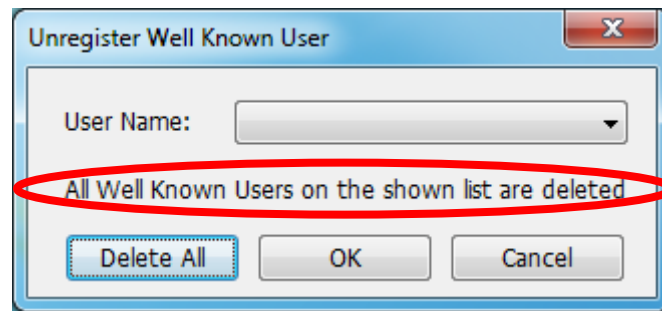 Unregister Well Known User
User Name:
All Well Known Users on the shown list are deleted
Delete All OK Cancel